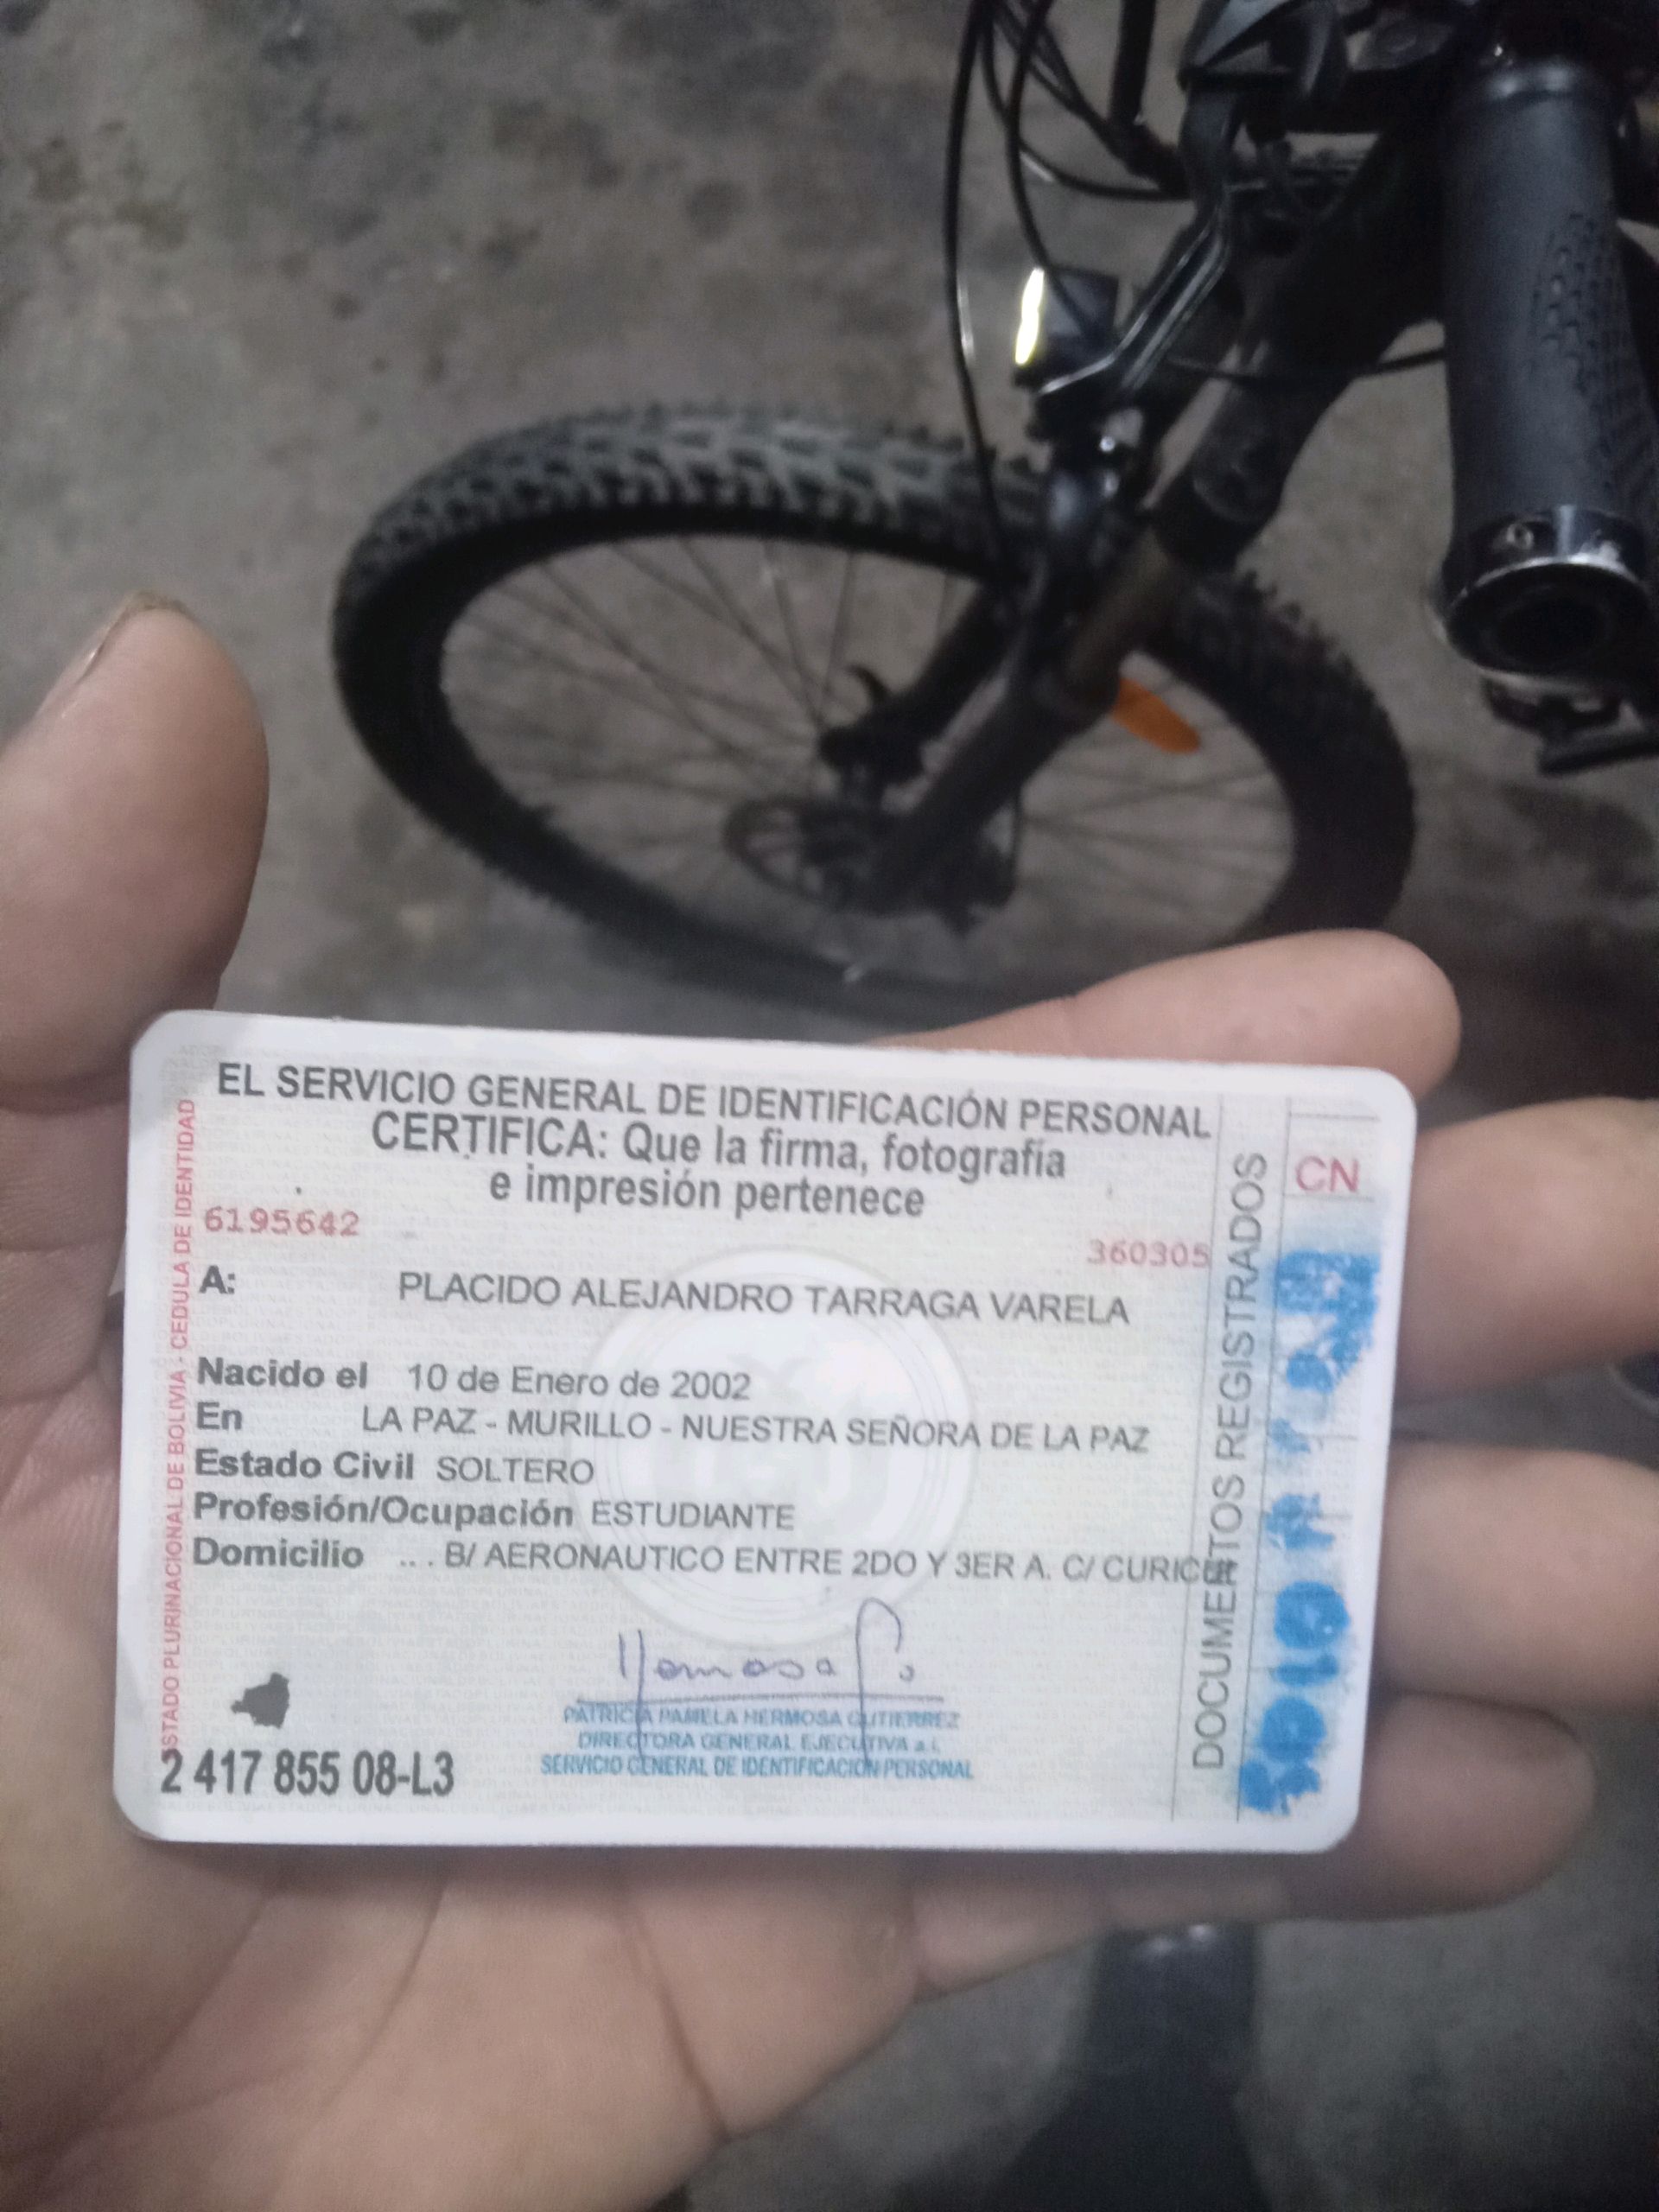 EL SERVICIO GENERAL DE IDENTIFICACIÓN PERSONAL
CERTIFICA: Que la firma, fotografía
e impresión pertenece
6195642
360305
A: PLACIDO ALEJANDRO TARRAGA VARELA
Nacido el 10 de Enero de 2002
En LA PAZ - MURILLO - NUESTRA SEÑORA DE LA PAZ
Estado Civil SOLTERO
Profesión/Ocupación ESTUDIANTE
Domicilio ... B/ AERONAUTICO ENTRE 2DO Y 3ER A. C/
Hermosa
PATRICIA PAMELA HERMOSA GUTIERREZ
DIRECTORA GENERAL EJECUTIVA a.i.
SERVICIO GENERAL DE IDENTIFICACIÓN PERSONAL
2 417 855 08-L3
ESTADO PLURINACIONAL DE BOLIVIA - CEDULA DE IDENTIDAD
DOCUMENTOS REGISTRADOS
CN